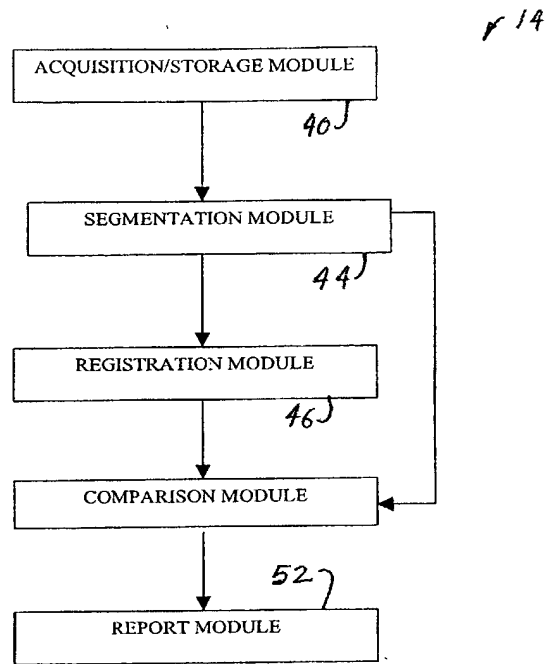 14
ACQUISITION/STORAGE MODULE
40
SEGMENTATION MODULE
44
REGISTRATION MODULE
46
COMPARISON MODULE
52
REPORT MODULE